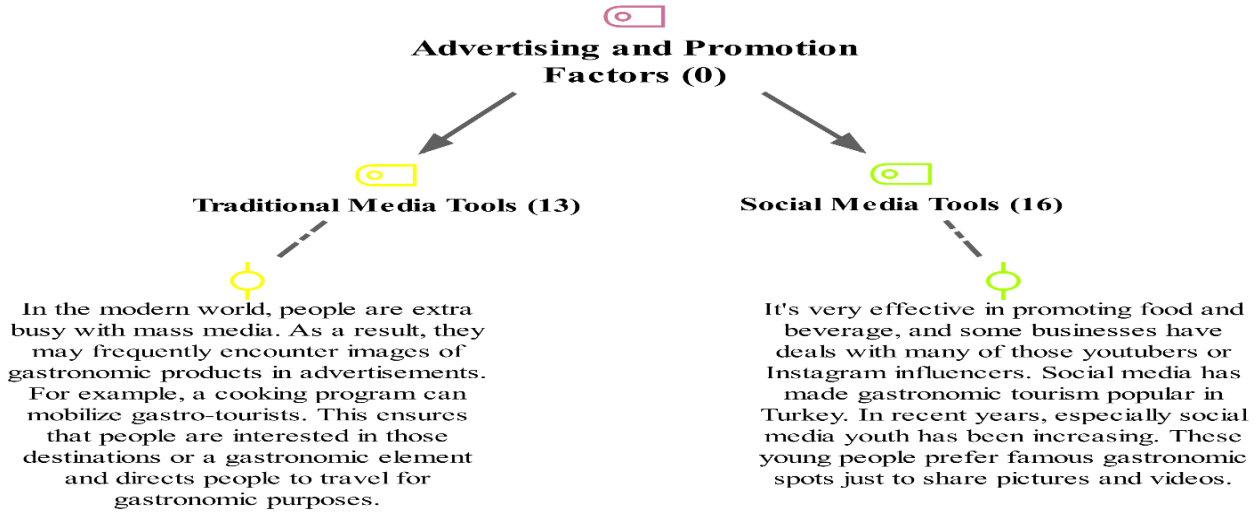 Advertising and Promotion
Factors (0)
Traditional Media Tools (13)
Social Media Tools (16)
In the modern world, people are extra
busy with mass media. As a result, they
may frequently encounter images of
gastronomic products in advertisements.
For example, a cooking program can
mobilize gastro-tourists. This ensures
that people are interested in those
destinations or a gastronomic element
and directs people to travel for
gastronomic purposes.
It's very effective in promoting food and
beverage, and some businesses have
deals with many of those youtubers or
Instagram influencers. Social media has
made gastronomic tourism popular in
Turkey. In recent years, especially social
media youth has been increasing. These
young people prefer famous gastronomic
spots just to share pictures and videos.